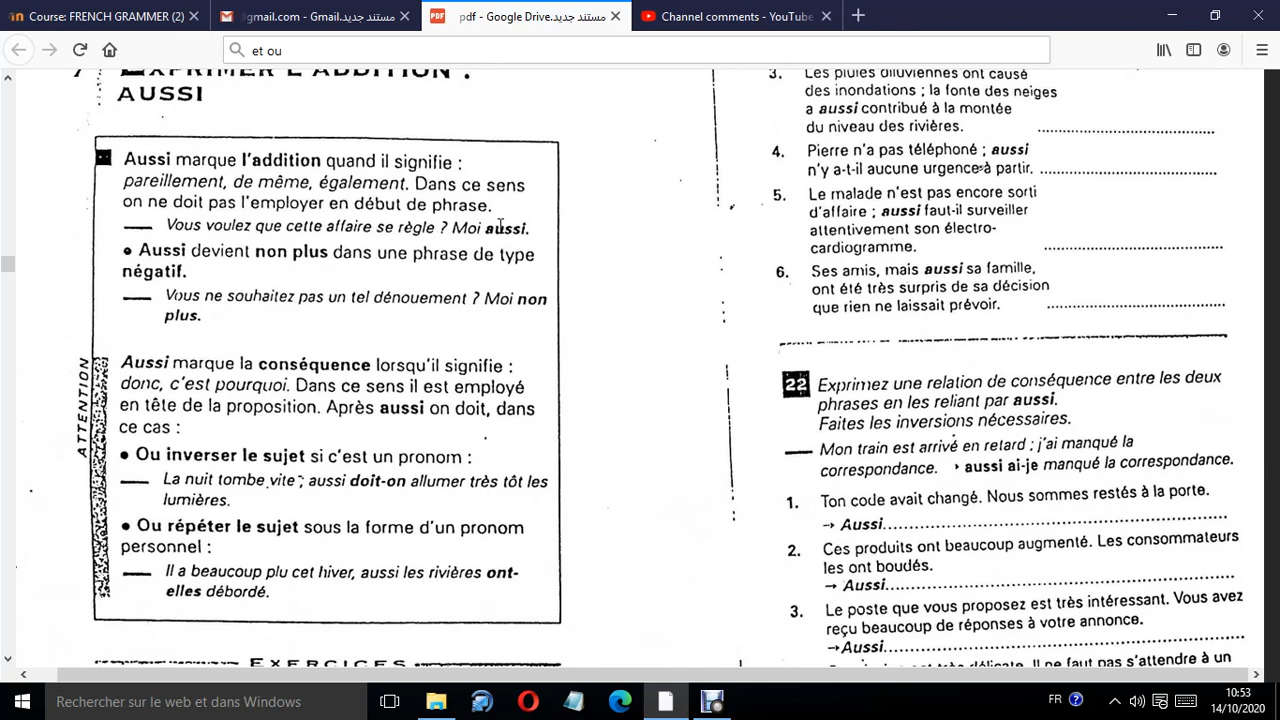 Course: FRENCH GRAMMER (2)
@gmail.com - Gmail.مستند جديد
PDF
pdf - Google Drive.مستند جديد
Channel comments - YouTube
et ou
7 EXPRIMER L'ADDITION :
AUSSI
Aussi marque l'addition quand il signifie :
pareillement, de même, également. Dans ce sens
on ne doit pas l'employer en début de phrase.
Vous voulez que cette affaire se règle ? Moi aussi.
• Aussi devient non plus dans une phrase de type
négatif.
Vous ne souhaitez pas un tel dénouement ? Moi non
plus.
ATTENTION
Aussi marque la conséquence lorsqu'il signifie :
donc, c'est pourquoi. Dans ce sens il est employé
en tête de la proposition. Après aussi on doit, dans
ce cas :
• Ou inverser le sujet si c'est un pronom :
La nuit tombe vite ; aussi doit-on allumer très tôt les
lumières.
• Ou répéter le sujet sous la forme d'un pronom
personnel :
Il a beaucoup plu cet hiver, aussi les rivières ont-
elles débordé.
EXERCICES
3. Les pluies diluviennes ont causé
des inondations ; la fonte des neiges
a aussi contribué à la montée
du niveau des rivières. ........................
4. Pierre n'a pas téléphoné ; aussi
n'y a-t-il aucune urgence à partir. ........................
5. Le malade n'est pas encore sorti
d'affaire ; aussi faut-il surveiller
attentivement son électro-
cardiogramme. ........................
6. Ses amis, mais aussi sa famille,
ont été très surpris de sa décision
que rien ne laissait prévoir. ........................
22 Exprimez une relation de conséquence entre les deux
phrases en les reliant par aussi.
Faites les inversions nécessaires.
Mon train est arrivé en retard ; j'ai manqué la
correspondance. → aussi ai-je manqué la correspondance.
1. Ton code avait changé. Nous sommes restés à la porte.
→ Aussi........................
2. Ces produits ont beaucoup augmenté. Les consommateurs
les ont boudés.
→ Aussi........................
3. Le poste que vous proposez est très intéressant. Vous avez
reçu beaucoup de réponses à votre annonce.
→Aussi........................
très délicate. Il ne faut pas s'attendre à un
Rechercher sur le web et dans Windows
FR
10:53
14/10/2020